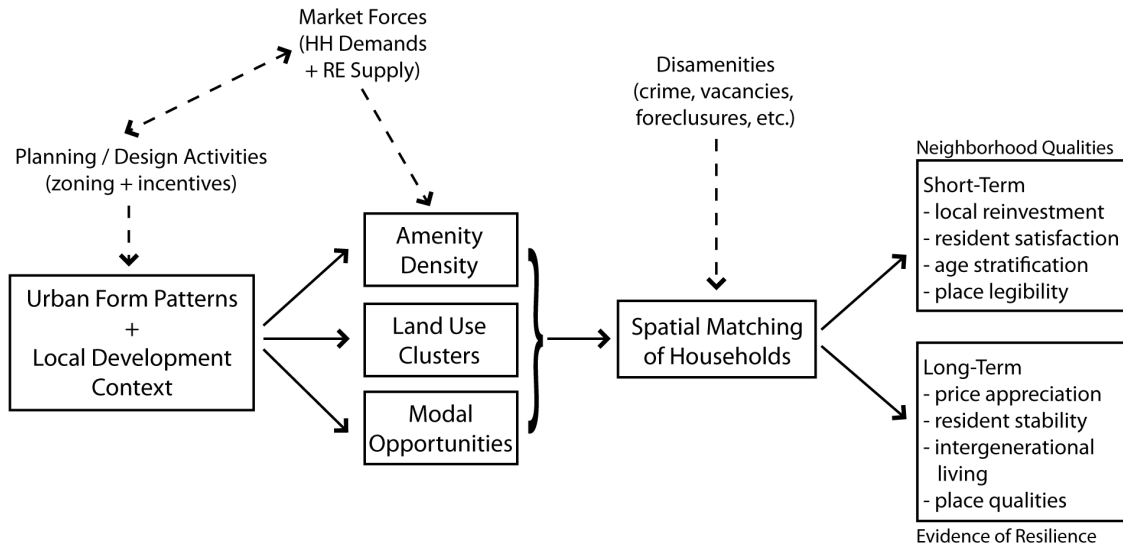 Market Forces
(HH Demands
+ RE Supply)
Disamenities
(crime, vacancies,
foreclusures, etc.)
Planning / Design Activities
(zoning + incentives)
Urban Form Patterns
+
Local Development
Context
Amenity
Density
Land Use
Clusters
Modal
Opportunities
Spatial Matching
of Households
Neighborhood Qualities
Short-Term
- local reinvestment
- resident satisfaction
- age stratification
- place legibility
Long-Term
- price appreciation
- resident stability
- intergenerational
living
- place qualities
Evidence of Resilience